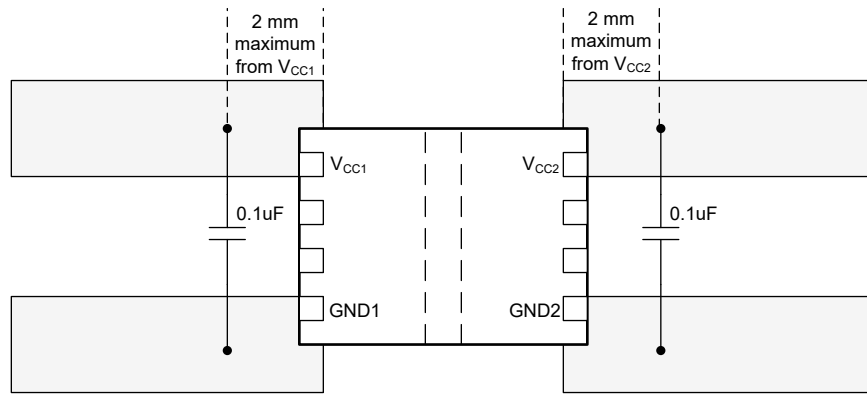 2 mm
maximum
from VCC1
2 mm
maximum
from VCC2
VCC1
VCC2
0.1uF
0.1uF
GND1
GND2